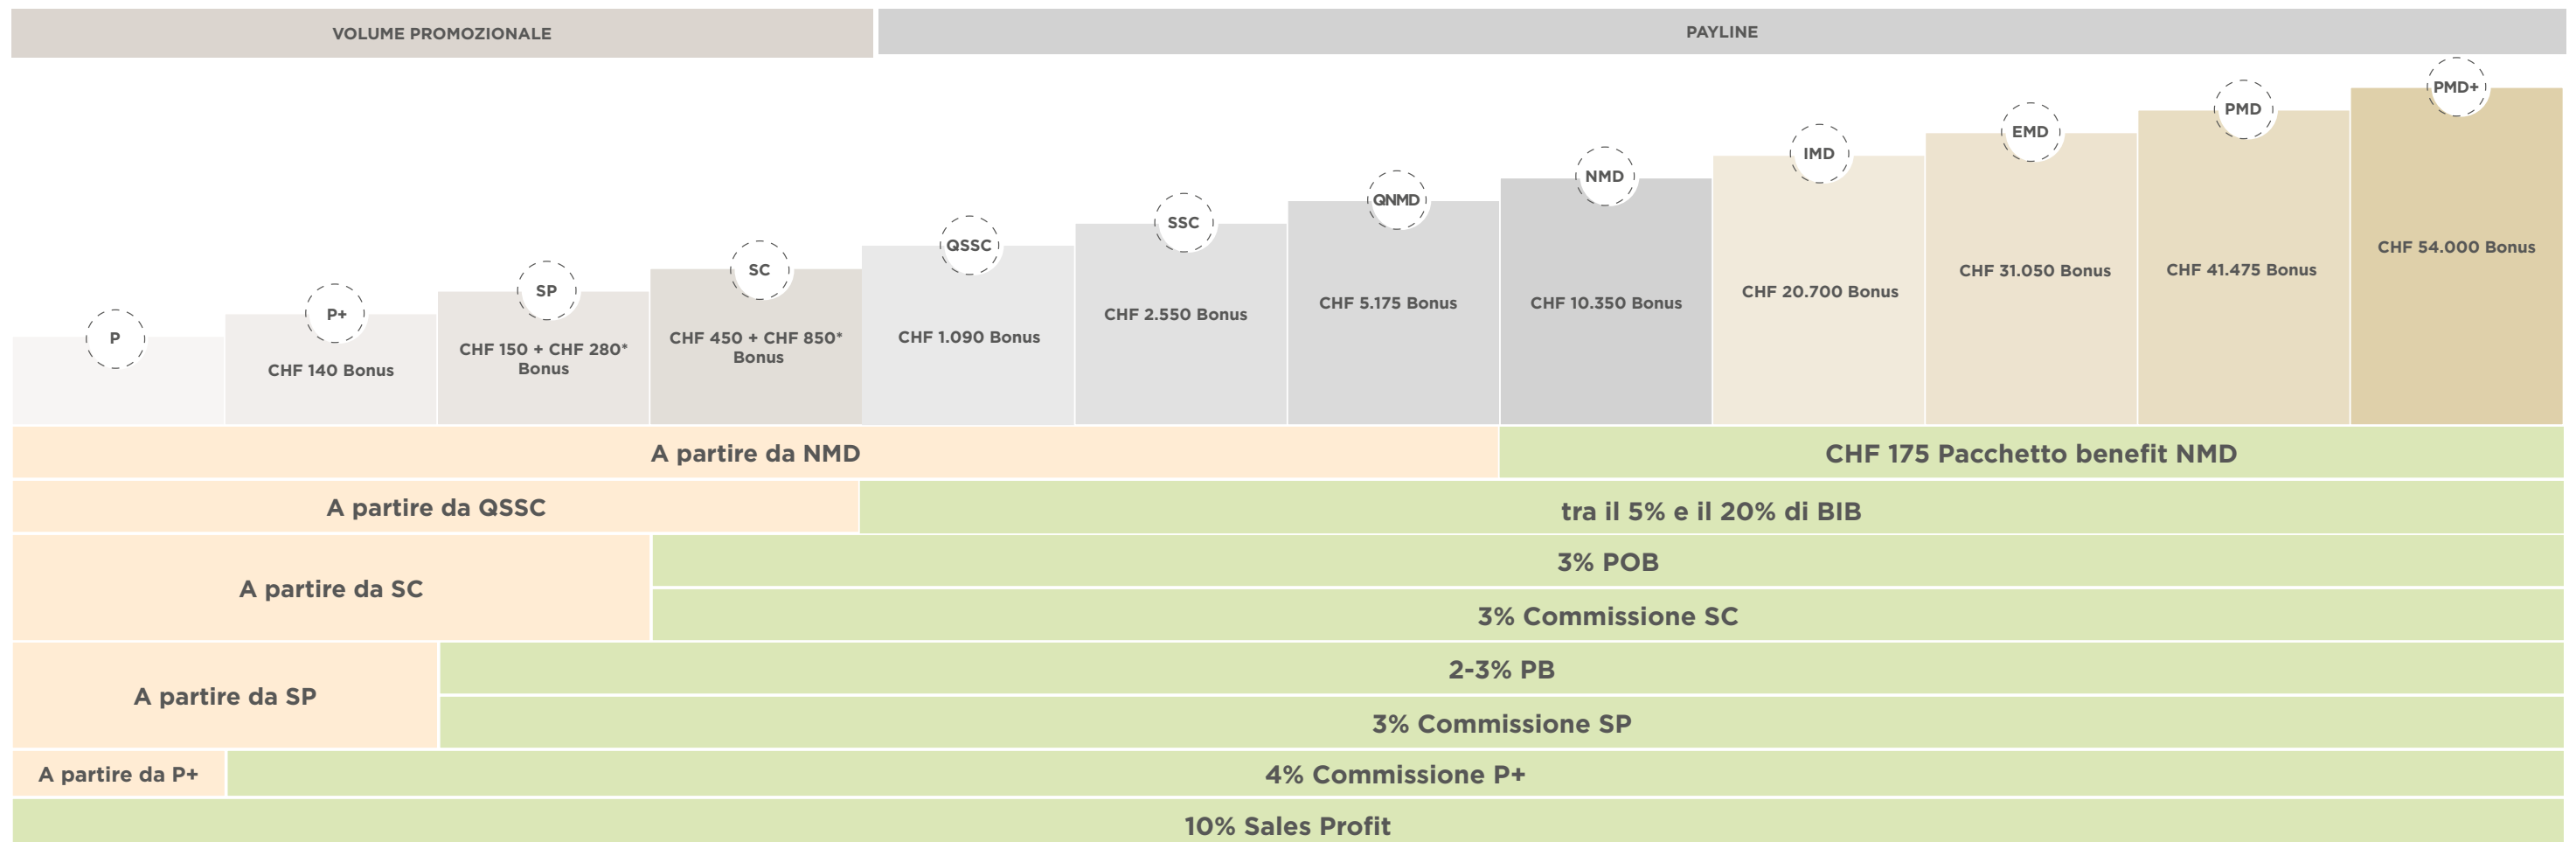 VOLUME PROMOZIONALE
PAYLINE
P
P+
CHF 140 Bonus
SP
CHF 150 + CHF 280*
Bonus
SC
CHF 450 + CHF 850*
Bonus
QSSC
CHF 1.090 Bonus
SSC
CHF 2.550 Bonus
QNMD
CHF 5.175 Bonus
NMD
CHF 10.350 Bonus
IMD
CHF 20.700 Bonus
EMD
CHF 31.050 Bonus
PMD
CHF 41.475 Bonus
PMD+
CHF 54.000 Bonus
A partire da NMD
CHF 175 Pacchetto benefit NMD
A partire da QSSC
tra il 5% e il 20% di BIB
A partire da SC
3% POB
3% Commissione SC
A partire da SP
2-3% PB
3% Commissione SP
A partire da P+
4% Commissione P+
10% Sales Profit